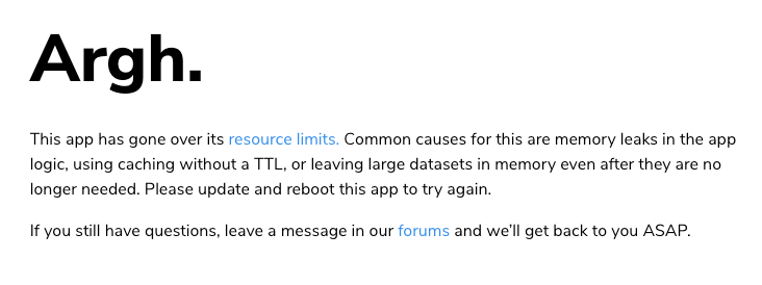 Argh.
This app has gone over its resource limits. Common causes for this are memory leaks in the app
logic, using caching without a TTL, or leaving large datasets in memory even after they are no
longer needed. Please update and reboot this app to try again.
If you still have questions, leave a message in our forums and we’ll get back to you ASAP.